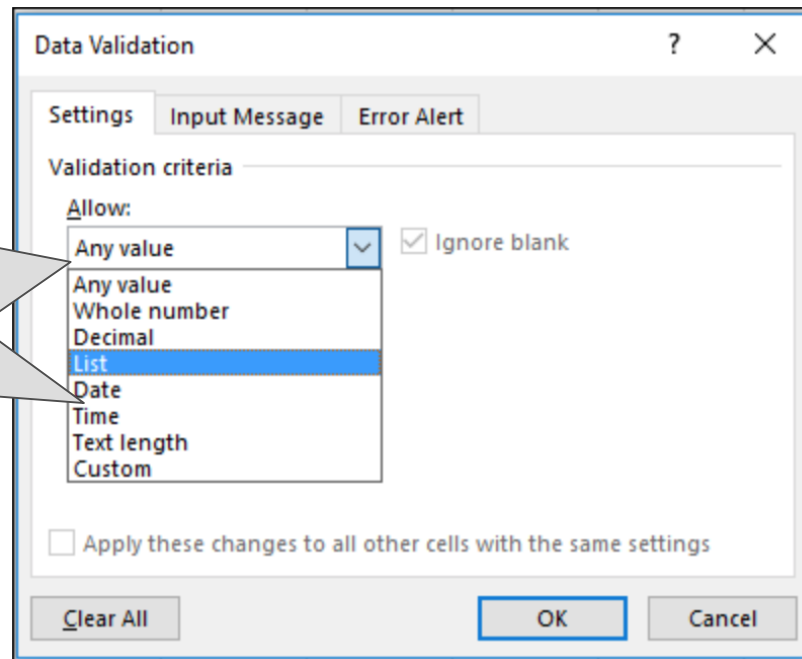 Data Validation ?
Settings Input Message Error Alert
Validation criteria
Allow:
Any value Ignore blank
Any value
Whole number
Decimal
List
Date
Time
Text length
Custom
Apply these changes to all other cells with the same settings
Clear All OK Cancel